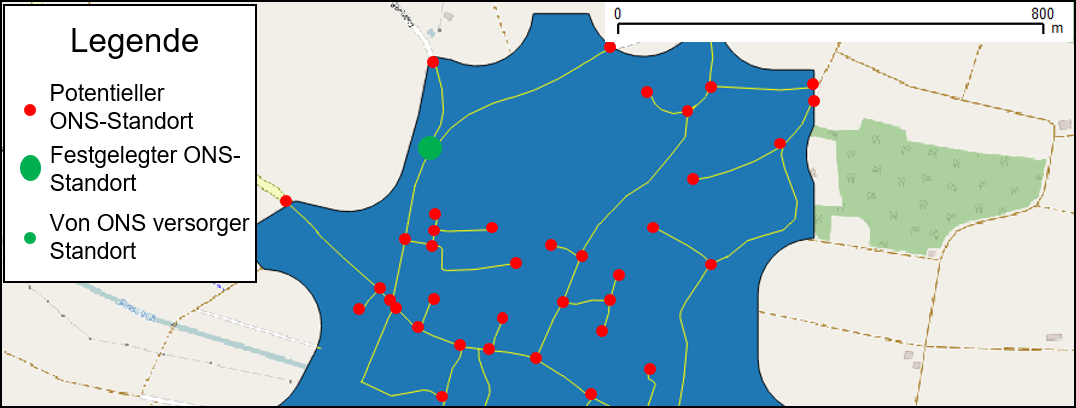 Legende
Potentieller
ONS-Standort
Festgelegter ONS-
Standort
Von ONS versorger
Standort
0 800
m